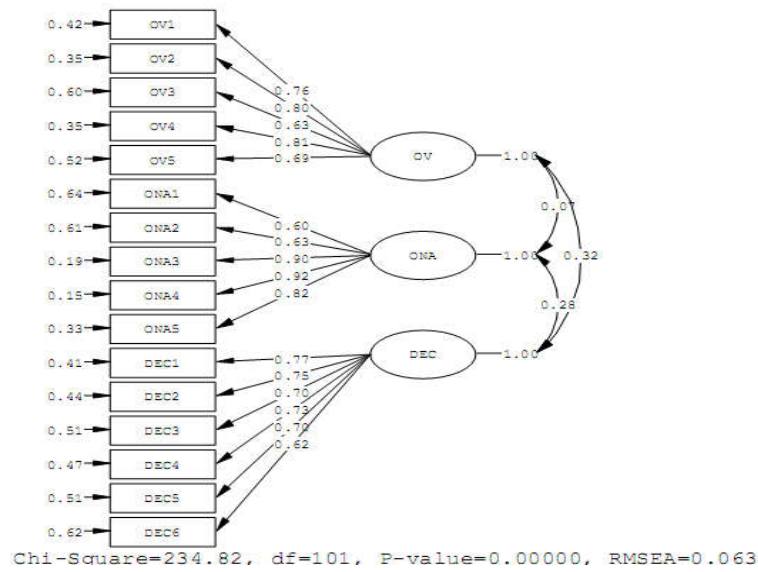 0.42 OV1
0.35 OV2
0.60 OV3 0.76
0.80
0.35 OV4 0.63
0.81
0.52 OV5 0.69 OV 1.00
0.64 ONA1
0.07
0.61 ONA2 0.60
0.63
0.19 ONA3 0.90 ONA 1.00 0.32
0.15 ONA4 0.92
0.82
0.33 ONA5 0.28
0.41 DEC1 0.77 DEC 1.00
0.44 DEC2 0.75
0.70
0.51 DEC3 0.73
0.70
0.47 DEC4 0.62
0.51 DEC5
0.62 DEC6
Chi-Square=234.82, df=101, P-value=0.00000, RMSEA=0.063